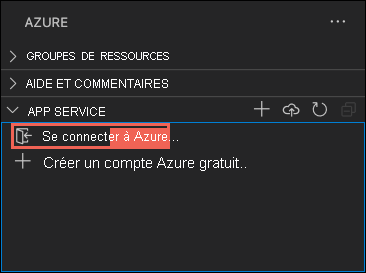 AZURE
GROUPES DE RESSOURCES
AIDE ET COMMENTAIRES
APP SERVICE
Se connecter à Azure...
Créer un compte Azure gratuit..